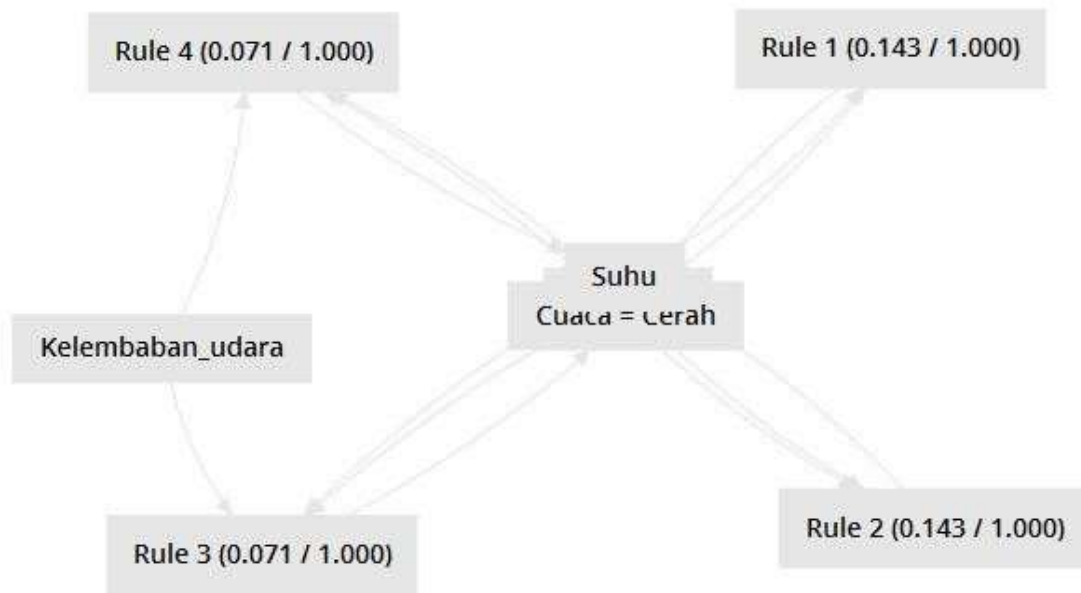 Rule 4 (0.071 / 1.000)
Rule 1 (0.143 / 1.000)
Suhu
Cuaca = Cerah
Kelembaban_udara
Rule 2 (0.143 / 1.000)
Rule 3 (0.071 / 1.000)